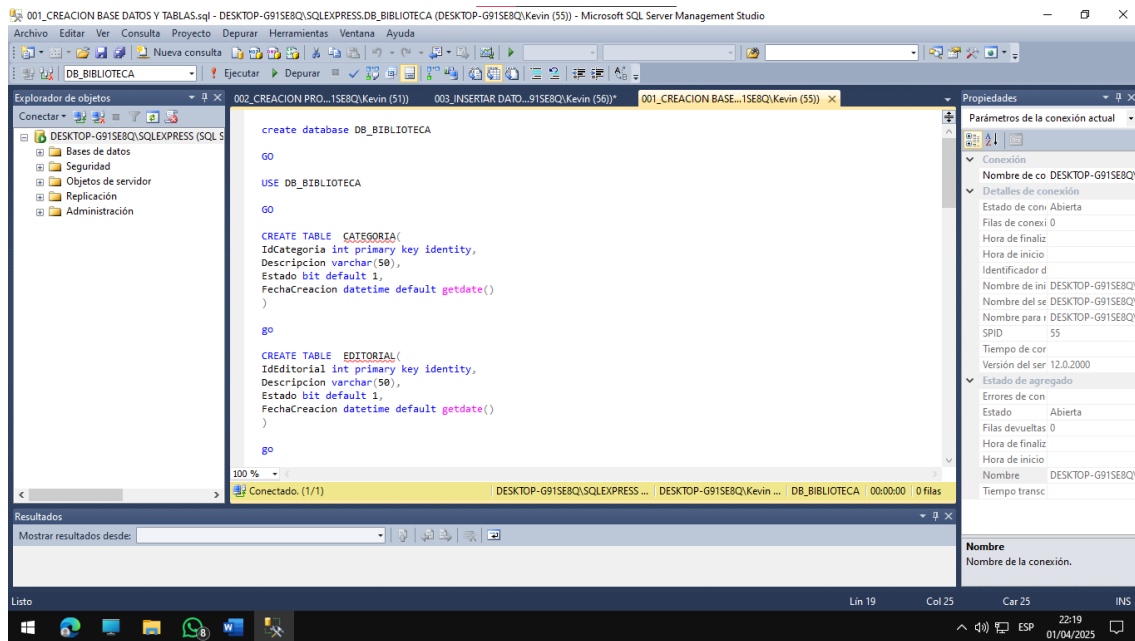 001_CREACION BASE DATOS Y TABLAS.sql - DESKTOP-G91SE8Q\SQLEXPRESS.DB_BIBLIOTECA (DESKTOP-G91SE8Q\Kevin (55)) - Microsoft SQL Server Management Studio
Archivo Editar Ver Consulta Proyecto Depurar Herramientas Ventana Ayuda
Nueva consulta
DB_BIBLIOTECA Ejecutar Depurar
Explorador de objetos
Conectar
DESKTOP-G91SE8Q\SQLEXPRESS (SQL S
Bases de datos
Seguridad
Objetos de servidor
Replicación
Administración
002_CREACION PRO...1SE8Q\Kevin (51)) 003_INSERTAR DATO...91SE8Q\Kevin (56))* 001_CREACION BASE...1SE8Q\Kevin (55))
create database DB_BIBLIOTECA
GO
USE DB_BIBLIOTECA
GO
CREATE TABLE  CATEGORIA(
IdCategoria int primary key identity,
Descripcion varchar(50),
Estado bit default 1,
FechaCreacion datetime default getdate()
)
go
CREATE TABLE  EDITORIAL(
IdEditorial int primary key identity,
Descripcion varchar(50),
Estado bit default 1,
FechaCreacion datetime default getdate()
)
go
100 %
Conectado. (1/1) DESKTOP-G91SE8Q\SQLEXPRESS ... DESKTOP-G91SE8Q\Kevin ... DB_BIBLIOTECA 00:00:00 0 filas
Propiedades
Parámetros de la conexión actual
Conexión
Nombre de co DESKTOP-G91SE8Q\
Detalles de conexión
Estado de con Abierta
Filas de conexi 0
Hora de finaliz
Hora de inicio
Identificador d
Nombre de ini DESKTOP-G91SE8Q\
Nombre del se DESKTOP-G91SE8Q\
Nombre para r DESKTOP-G91SE8Q\
SPID 55
Tiempo de cor
Versión del ser 12.0.2000
Estado de agregado
Errores de con
Estado Abierta
Filas devueltas 0
Hora de finaliz
Hora de inicio
Nombre DESKTOP-G91SE8Q\
Tiempo transc
Nombre
Nombre de la conexión.
Resultados
Mostrar resultados desde:
Listo Lín 19 Col 25 Car 25 INS
8
ESP
22:19
01/04/2025